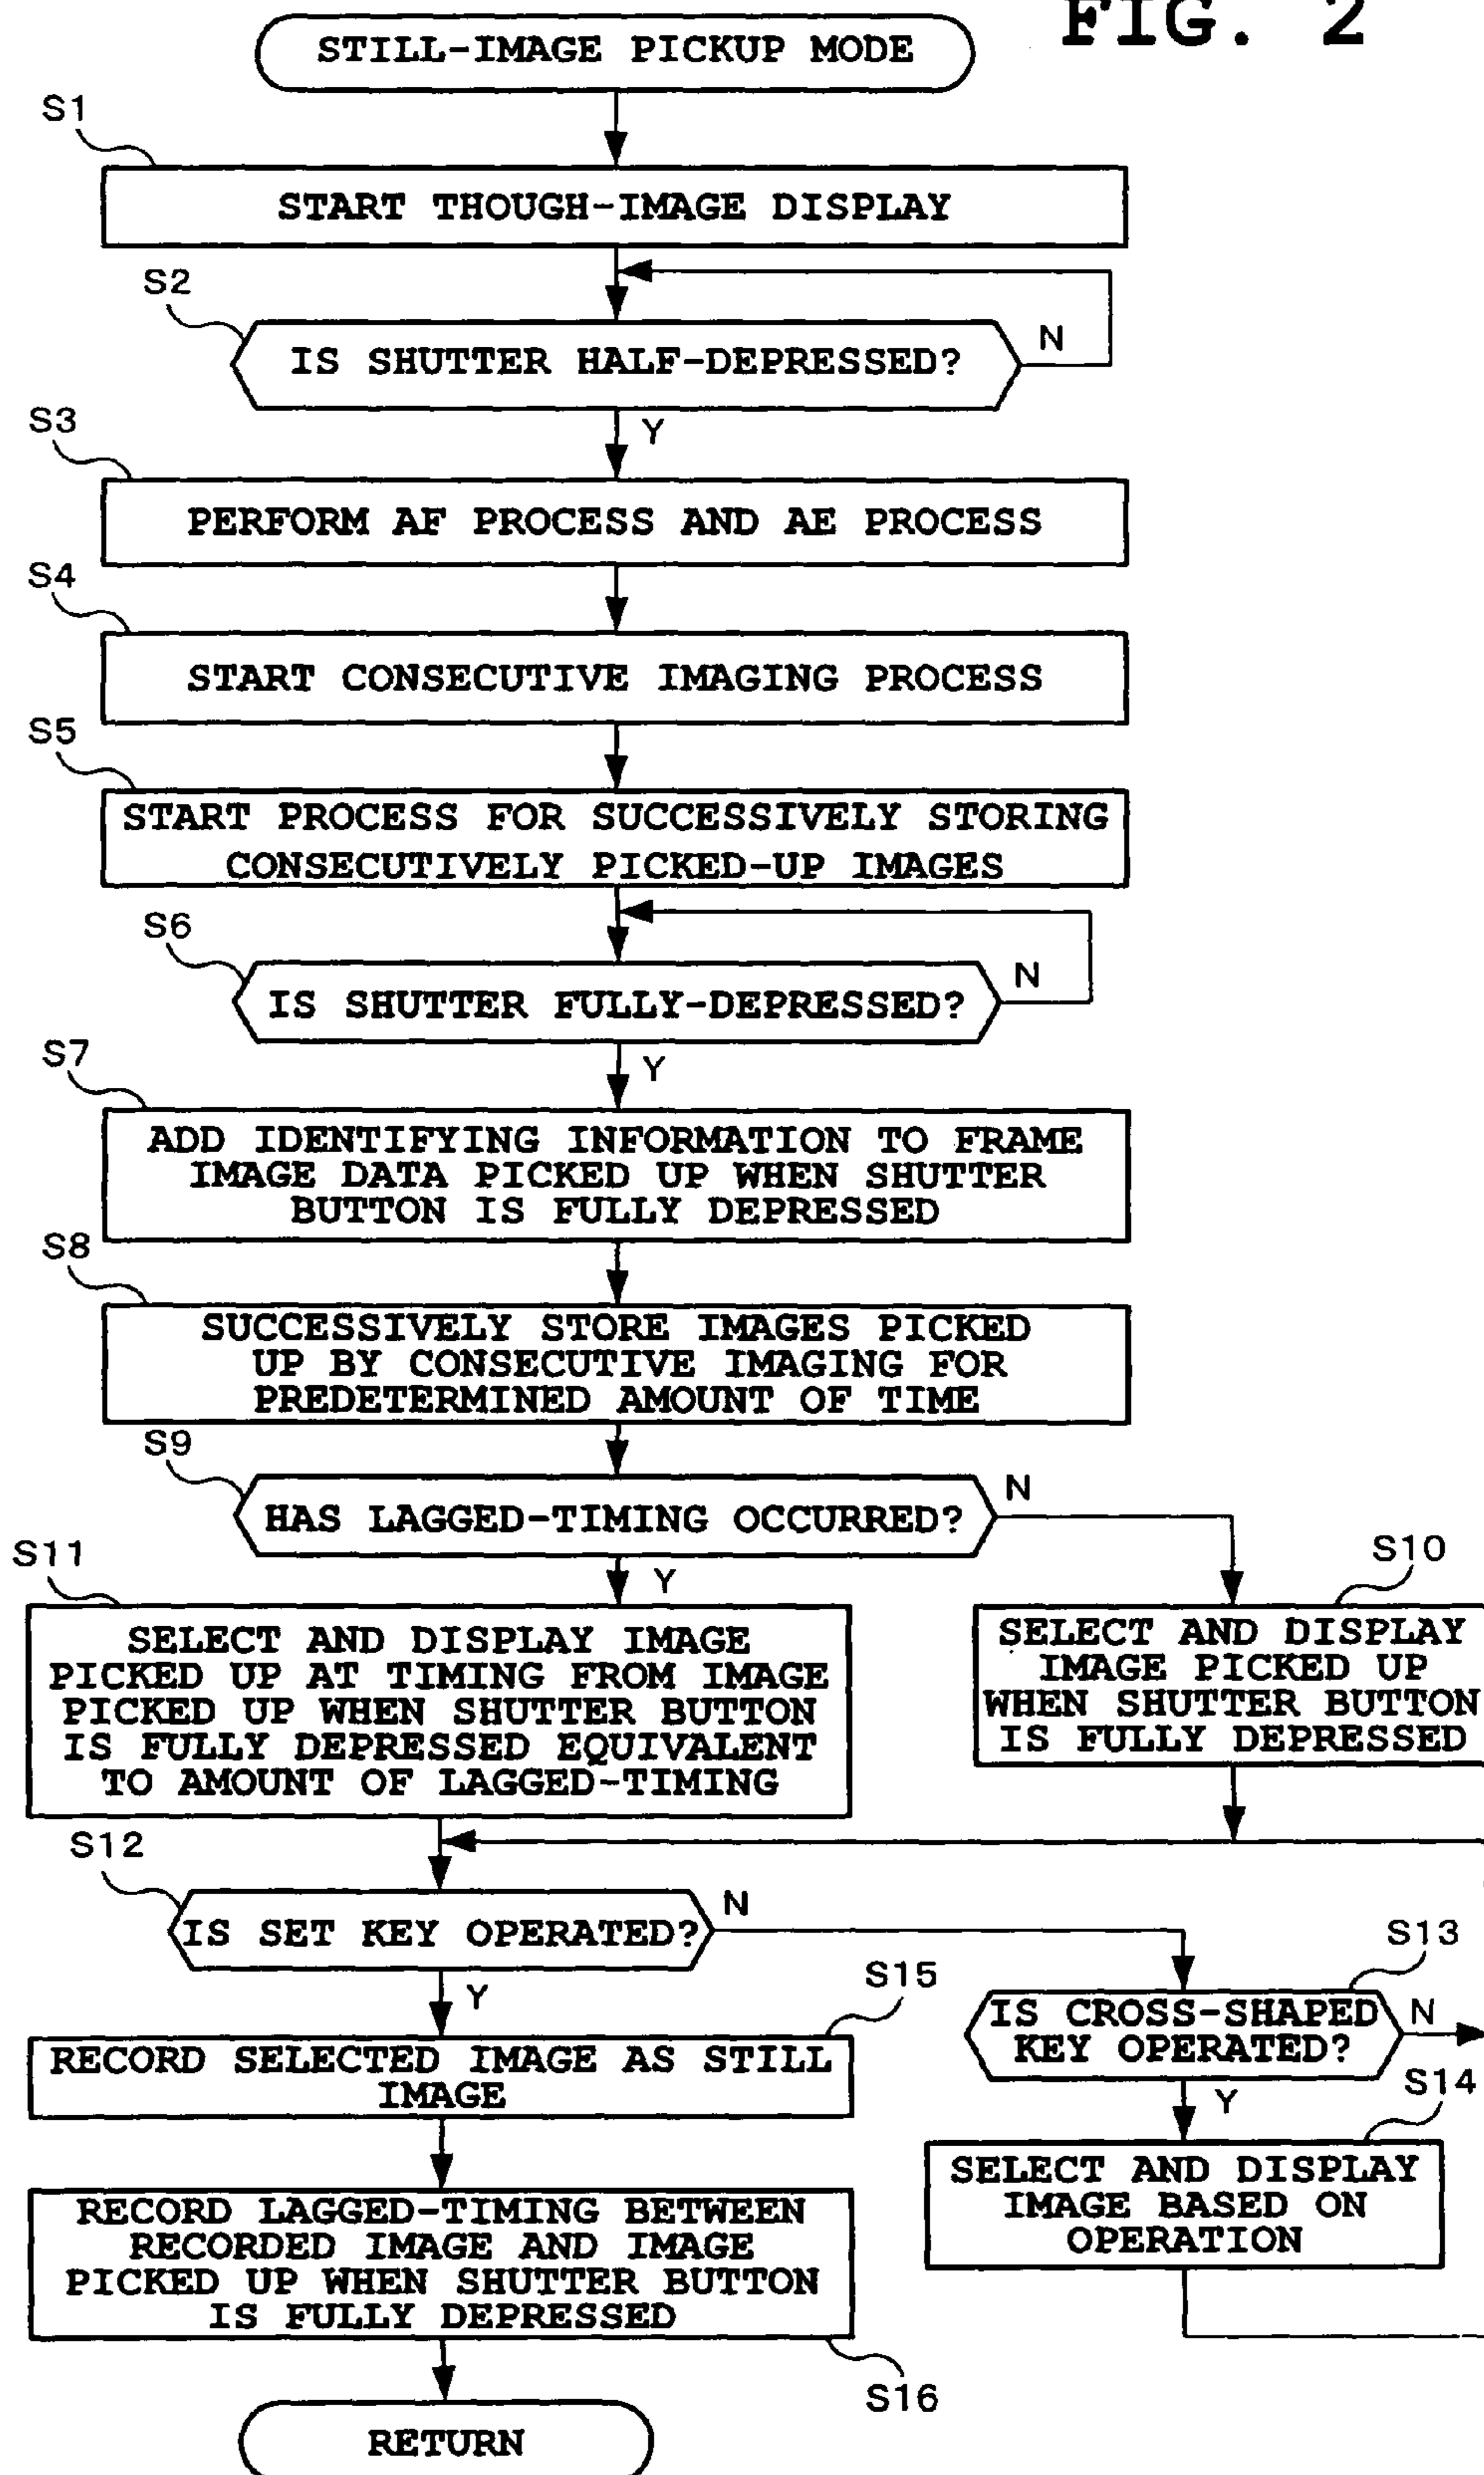 FIG. 2
STILL-IMAGE PICKUP MODE
S1
START THOUGH-IMAGE DISPLAY
S2
IS SHUTTER HALF-DEPRESSED?
N
Y
S3
PERFORM AF PROCESS AND AE PROCESS
S4
START CONSECUTIVE IMAGING PROCESS
S5
START PROCESS FOR SUCCESSIVELY STORING
CONSECUTIVELY PICKED-UP IMAGES
S6
IS SHUTTER FULLY-DEPRESSED?
N
Y
S7
ADD IDENTIFYING INFORMATION TO FRAME
IMAGE DATA PICKED UP WHEN SHUTTER
BUTTON IS FULLY DEPRESSED
S8
SUCCESSIVELY STORE IMAGES PICKED
UP BY CONSECUTIVE IMAGING FOR
PREDETERMINED AMOUNT OF TIME
S9
HAS LAGGED-TIMING OCCURRED?
N
Y
S11
SELECT AND DISPLAY IMAGE
PICKED UP AT TIMING FROM IMAGE
PICKED UP WHEN SHUTTER BUTTON
IS FULLY DEPRESSED EQUIVALENT
TO AMOUNT OF LAGGED-TIMING
S10
SELECT AND DISPLAY
IMAGE PICKED UP
WHEN SHUTTER BUTTON
IS FULLY DEPRESSED
S12
IS SET KEY OPERATED?
N
Y
S13
IS CROSS-SHAPED
KEY OPERATED?
N
Y
S14
SELECT AND DISPLAY
IMAGE BASED ON
OPERATION
S15
RECORD SELECTED IMAGE AS STILL
IMAGE
RECORD LAGGED-TIMING BETWEEN
RECORDED IMAGE AND IMAGE
PICKED UP WHEN SHUTTER BUTTON
IS FULLY DEPRESSED
S16
RETURN